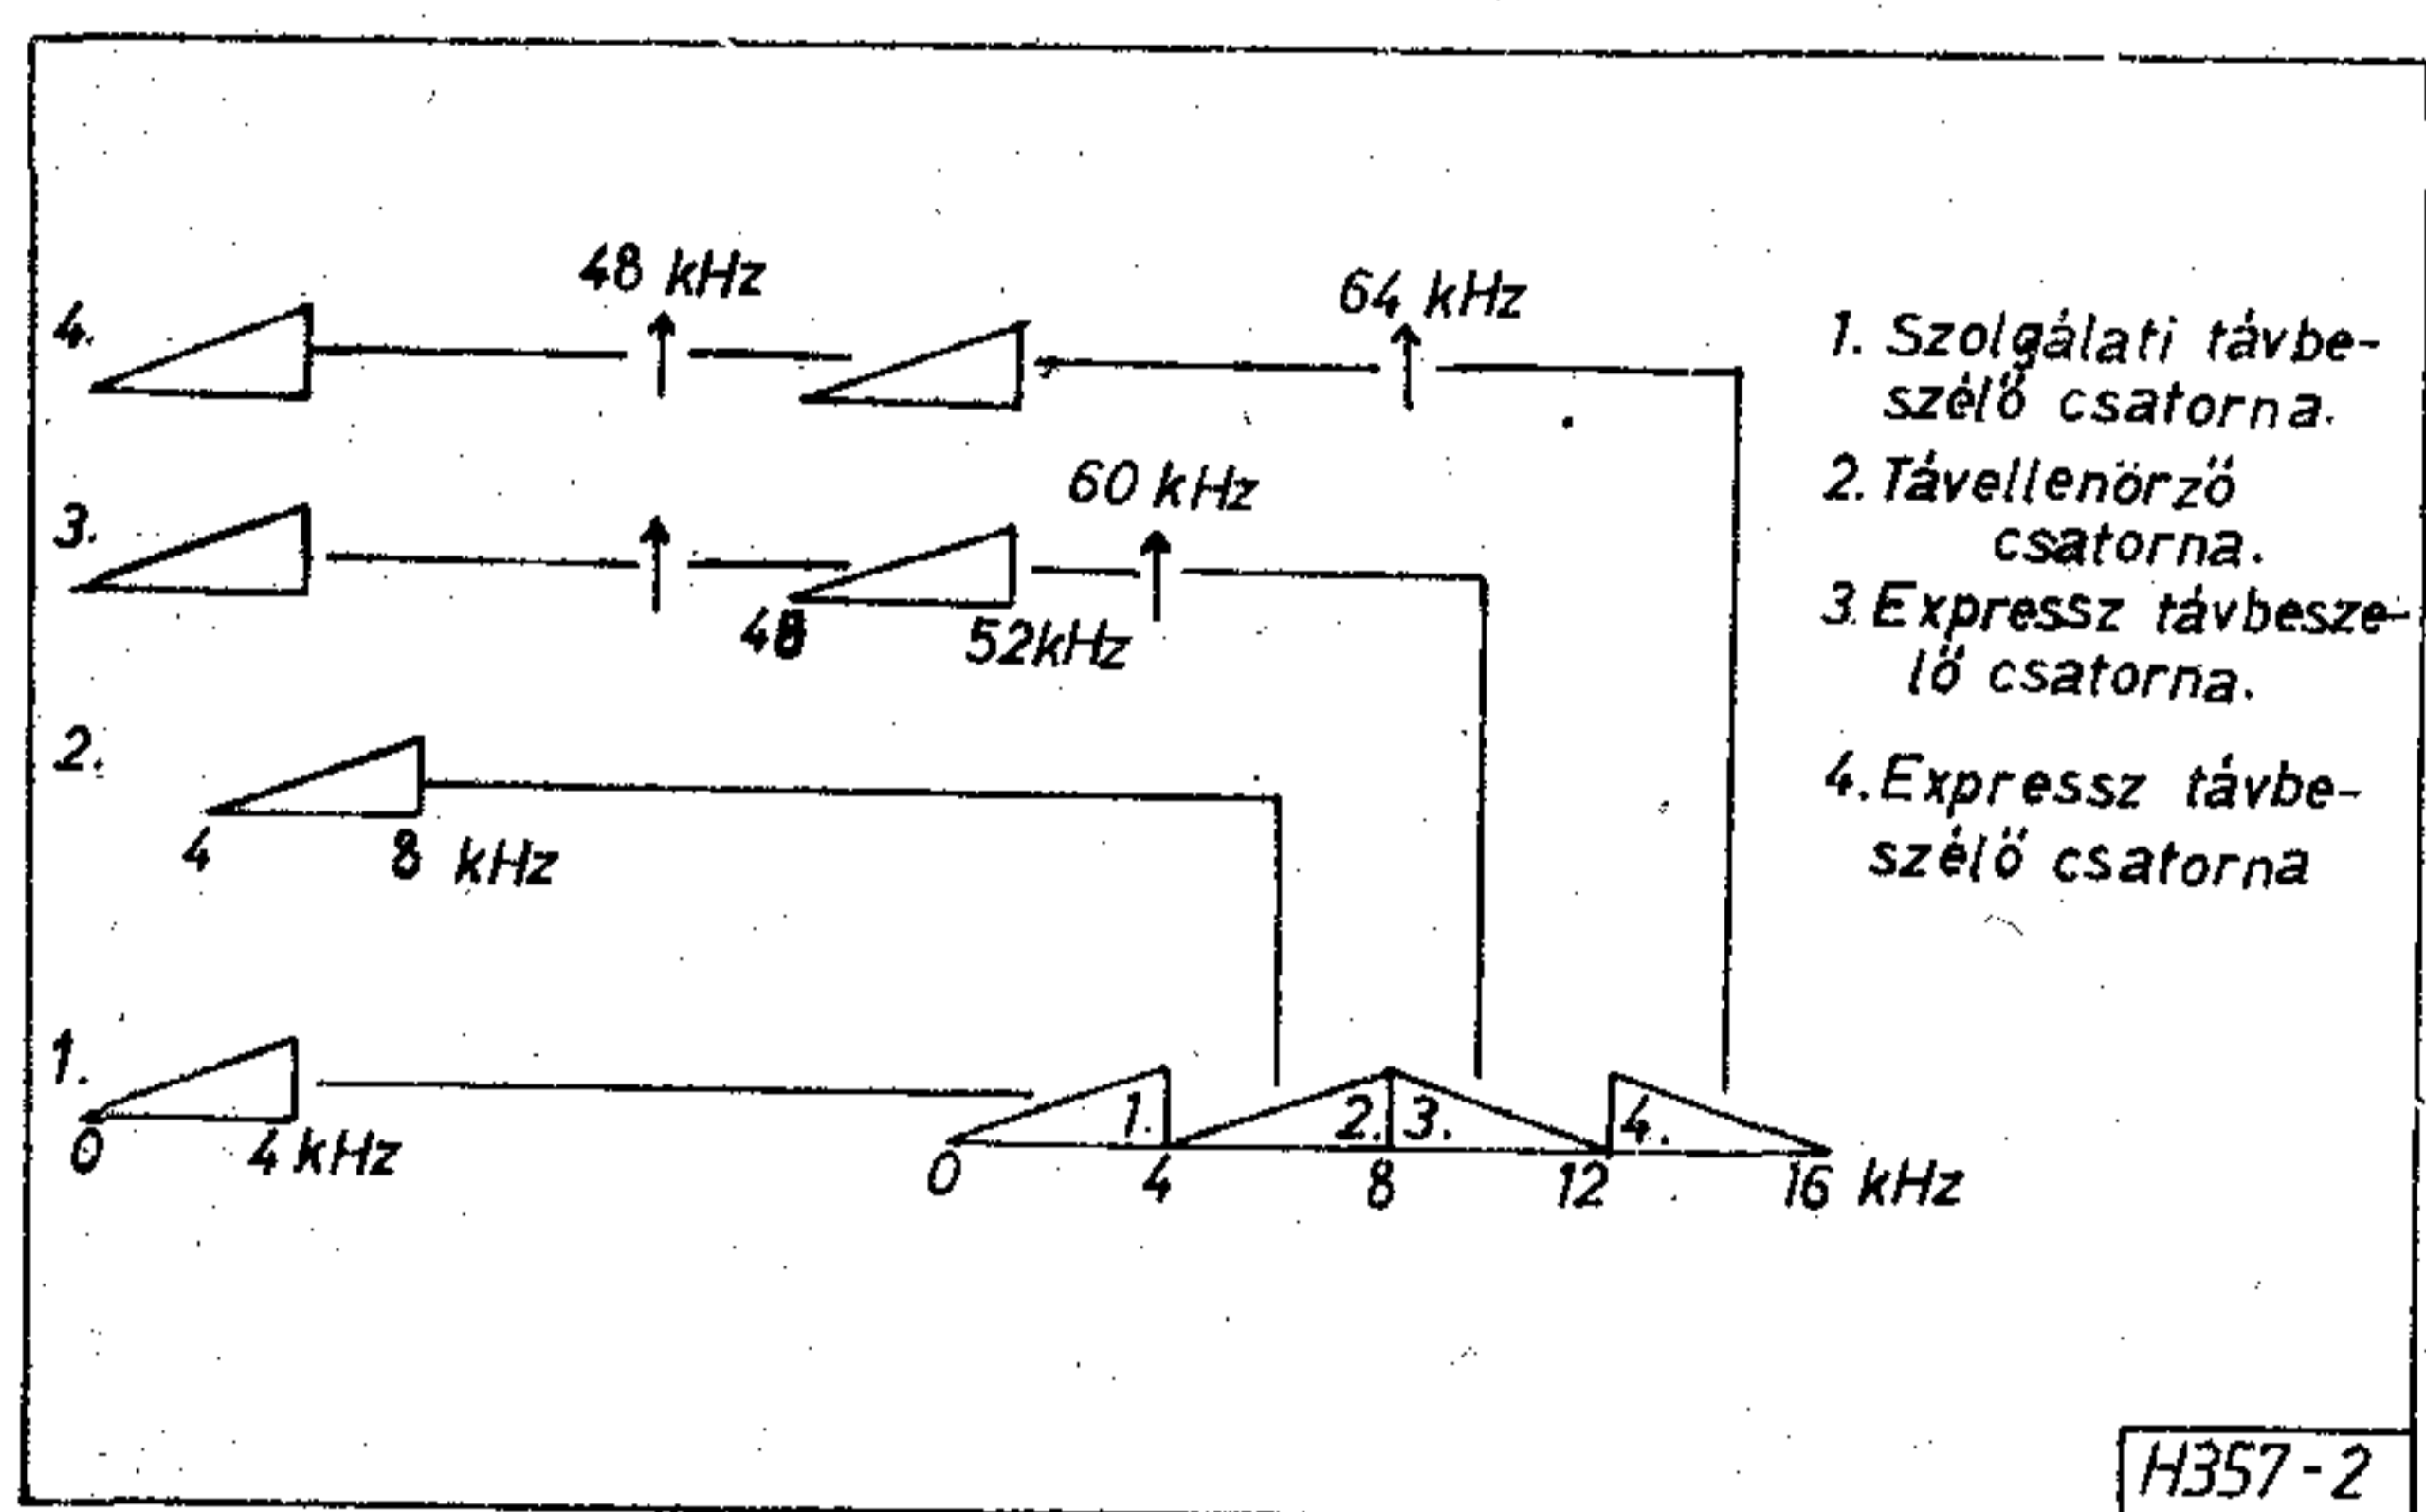 48 kHz
64 kHz
4.
60 kHz
3.
48
52kHz
2.
4
8 kHz
1.
0
4 kHz
1.
2.
3.
4.
0
4
8
12
16 kHz
1. Szolgálati távbe-
szélő csatorna.
2. Távellenörző
csatorna.
3. Expressz távbesze-
lő csatorna.
4. Expressz távbe-
szélő csatorna
H357-2